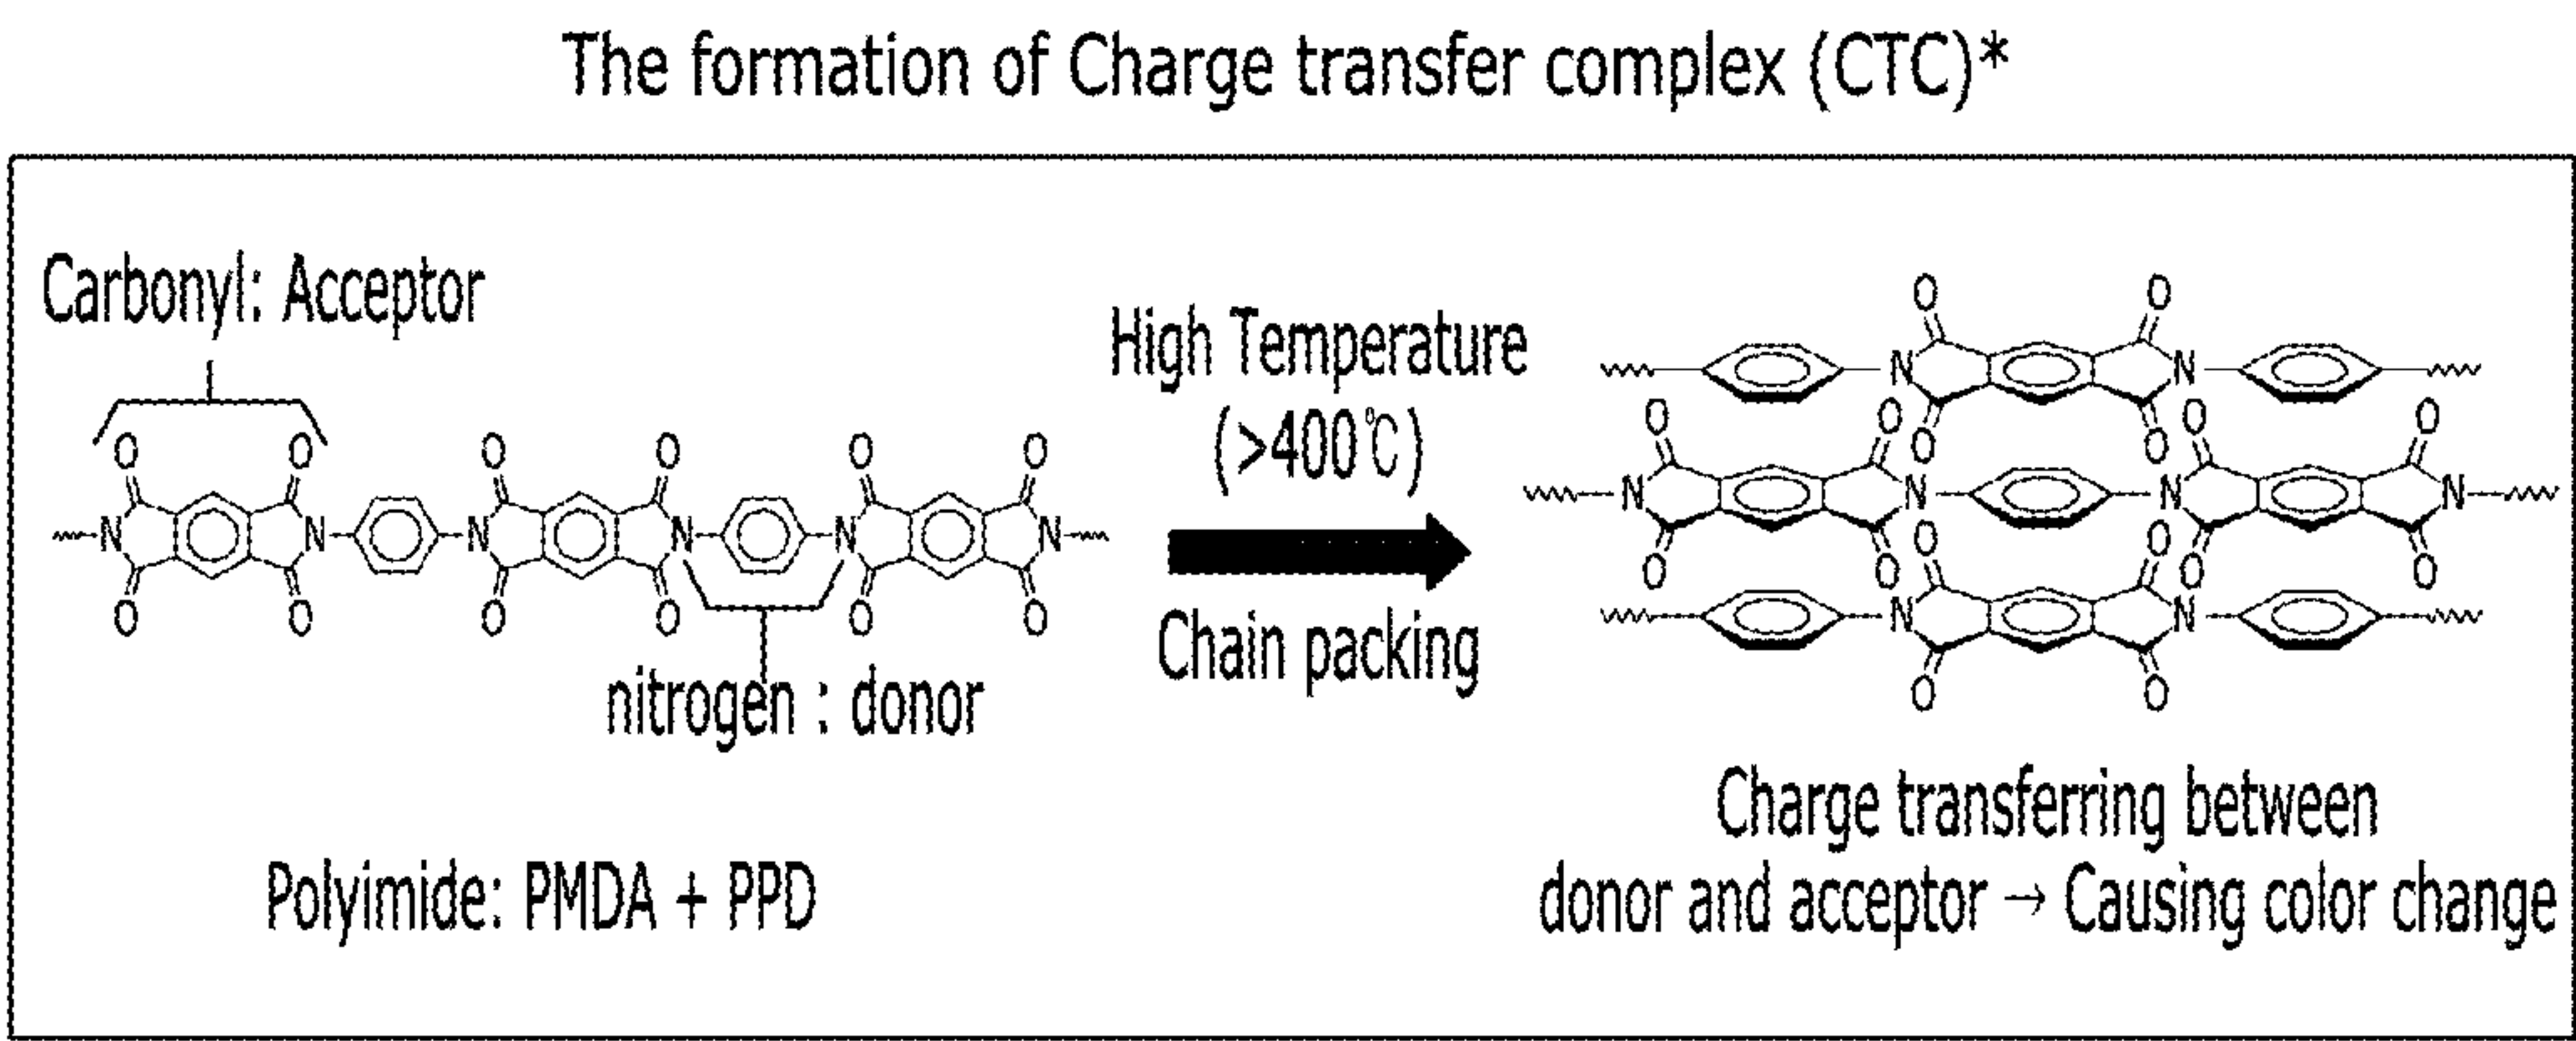 The formation of Charge transfer complex (CTC)*
Carbonyl: Acceptor
O O O O O O
N N N N N N
O O O O O O
nitrogen : donor
Polyimide: PMDA + PPD
High Temperature
(>400℃)
Chain packing
O O
N N
O O O O O O
N N N N
O O O O O O
N N
O O
Charge transferring between
donor and acceptor → Causing color change